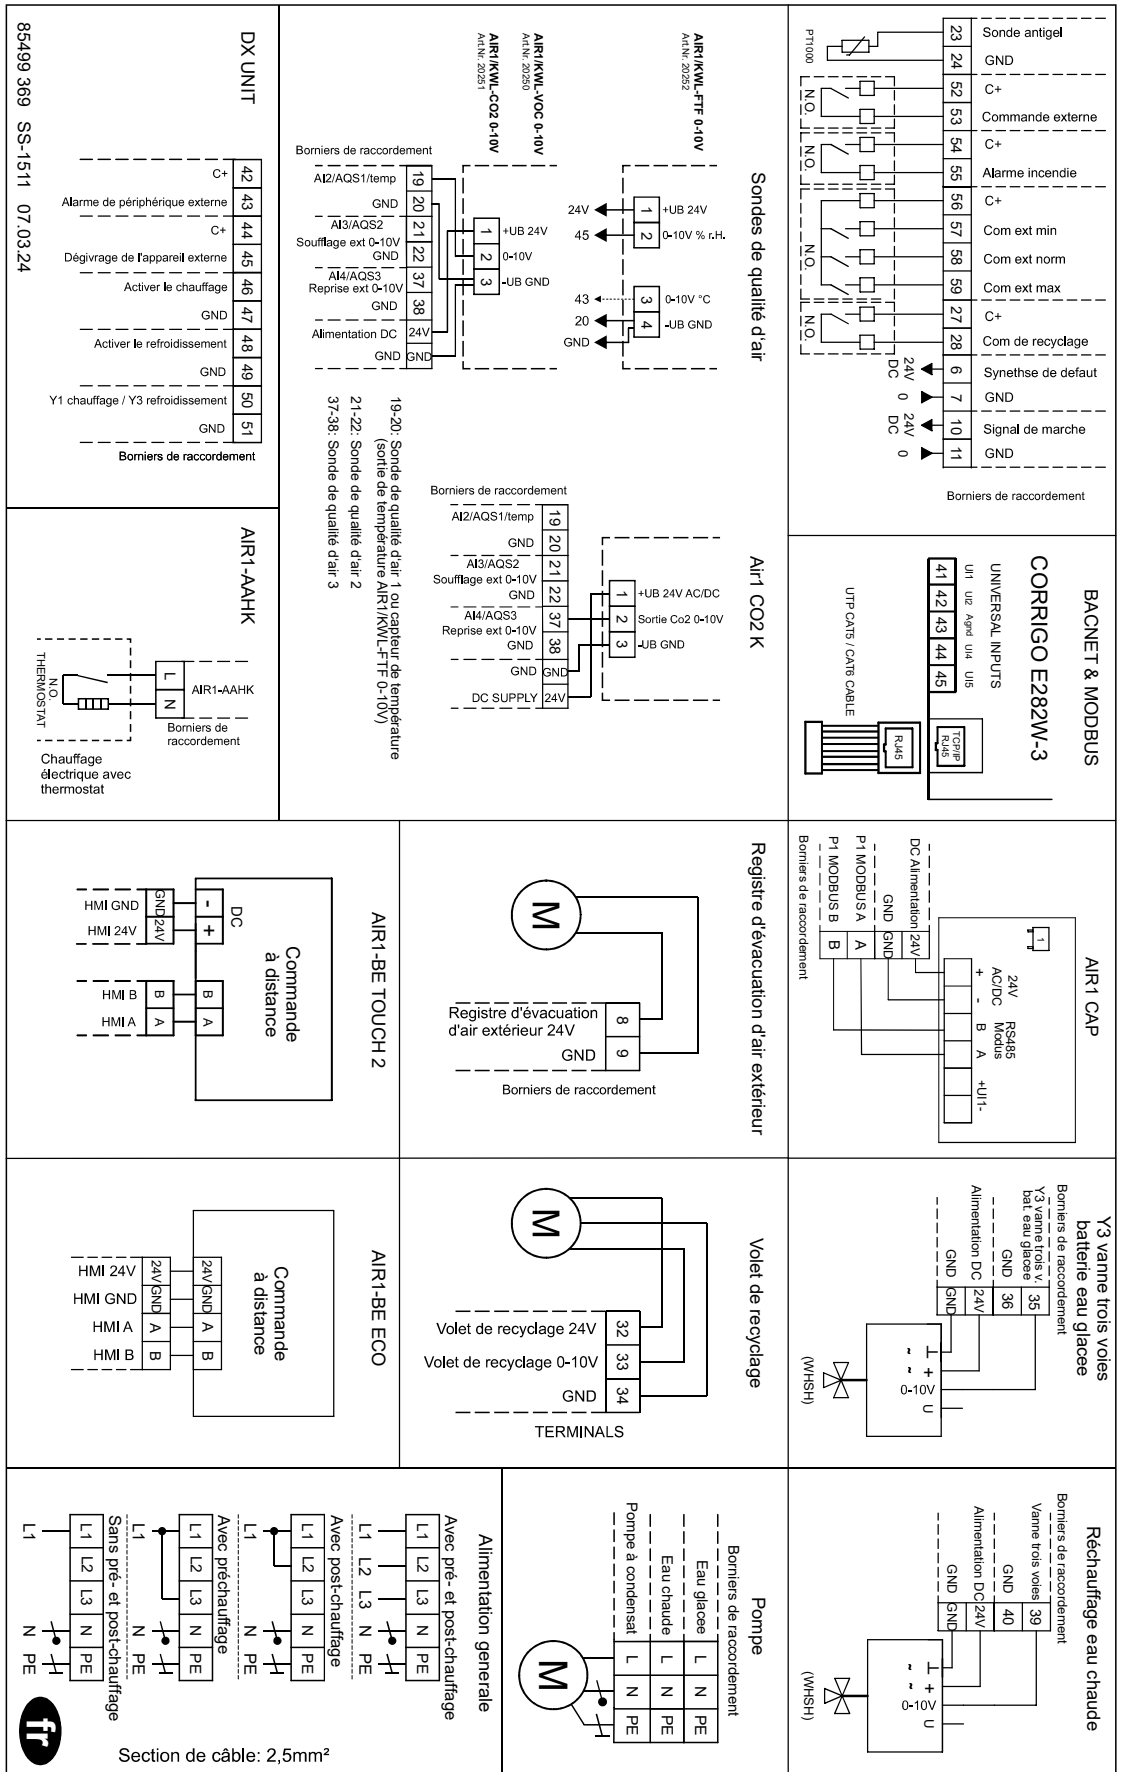 23 Sonde antigel
24 GND
PT1000
52 C+
53 Commande externe
N.O.
54 C+
55 Alarme incendie
N.O.
56 C+
57 Com ext min
58 Com ext norm
59 Com ext max
N.O.
27 C+
28 Com de recyclage
N.O.
6 Synethse de defaut
7 GND
24V
DC
0
10 Signal de marche
11 GND
24V
DC
0
Borniers de raccordement
Sondes de qualité d'air
AIR1/KWL-FTF 0-10V
Art.Nr. 20252
24V 1 +UB 24V
45 2 0-10V % r.H.
43 3 0-10V °C
20 4 -UB GND
GND
AIR1/KWL-VOC 0-10V
Art.Nr. 20250
AIR1/KWL-CO2 0-10V
Art.Nr. 20251
Borniers de raccordement
AI2/AQS1/temp 19
GND 20
AI3/AQS2
Soufflage ext 0-10V 21
GND 22
AI4/AQS3
Reprise ext 0-10V 37
GND 38
Alimentation DC 24V
GND GND
1 +UB 24V
2 0-10V
3 -UB GND
19-20: Sonde de qualité d'air 1 ou capteur de température
(sortie de température AIR1/KWL-FTF 0-10V)
21-22: Sonde de qualité d'air 2
37-38: Sonde de qualité d'air 3
Air1 CO2 K
Borniers de raccordement
AI2/AQS1/temp 19
GND 20
AI3/AQS2
Soufflage ext 0-10V 21
GND 22
AI4/AQS3
Reprise ext 0-10V 37
GND 38
GND GND
DC SUPPLY 24V
1 +UB 24V AC/DC
2 Sortie Co2 0-10V
3 -UB GND
DX UNIT
C+ 42
Alarme de périphérique externe 43
C+ 44
Dégivrage de l'appareil externe 45
Activer le chauffage 46
GND 47
Activer le refroidissement 48
GND 49
Y1 chauffage / Y3 refroidissement 50
GND 51
Borniers de raccordement
85499 369 SS-1511 07.03.24
AIR1-AAHK
L
N
AIR1-AAHK
Borniers de
raccordement
N.O.
THERMOSTAT
Chauffage
électrique avec
thermostat
BACNET & MODBUS
CORRIGO E282W-3
UNIVERSAL INPUTS
UI1 UI2 Agnd UI4 UI5
41 42 43 44 45
TCP/IP
RJ45
RJ45
UTP CAT5 / CAT6 CABLE
AIR1 CAP
1
24V
AC/DC
RS485
Modus
+ - B A +UI1-
DC Alimentation 24V
GND GND
P1 MODBUS A A
P1 MODBUS B B
Borniers de raccordement
Registre d'évacuation d'air extérieur
M
Registre d'évacuation
d'air extérieur 24V 8
GND 9
Borniers de raccordement
AIR1-BE TOUCH 2
Commande
à distance
DC
- +
HMI GND GND
HMI 24V 24V
HMI B B B
HMI A A A
Y3 vanne trois voies
batterie eau glacee
Borniers de raccordement
Y3 vanne trois v.
bat. eau glacee 35
GND 36
Alimentation DC 24V
GND GND
⊥ + 0-10V U
~ ~
(WHSH)
Volet de recyclage
M
Volet de recyclage 24V 32
Volet de recyclage 0-10V 33
GND 34
TERMINALS
AIR1-BE ECO
Commande
à distance
HMI 24V 24V 24V
HMI GND GND GND
HMI A A A
HMI B B B
Réchauffage eau chaude
Borniers de raccordement
Vanne trois voies 39
GND 40
Alimentation DC 24V
GND GND
⊥ + 0-10V U
~ ~
(WHSH)
Pompe
Borniers de raccordement
Eau glacee L N PE
Eau chaude L N PE
Pompe à condensat L N PE
M
Alimentation generale
Avec pré- et post-chauffage
L1 L2 L3 N PE
L1 L2 L3 N PE
Avec post-chauffage
L1 L2 L3 N PE
L1 N PE
Avec préchauffage
L1 L2 L3 N PE
L1 N PE
Sans pré- et post-chauffage
L1 L2 L3 N PE
L1 N PE
Section de câble: 2,5mm²
fr